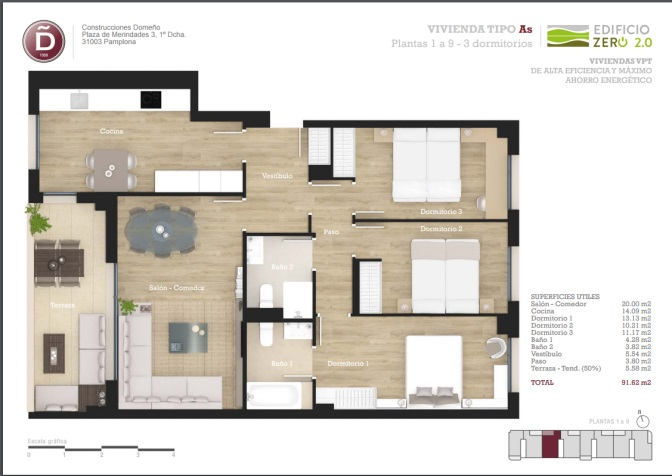 Construcciones Domeño
Plaza de Merindades 3, 1º Dcha.
31003 Pamplona
D
VIVIENDA TIPO As
Plantas 1 a 9 - 3 dormitorios
EDIFICIO
ZERO 2.0
VIVIENDAS VPT
DE ALTA EFICIENCIA Y MÁXIMO
AHORRO ENERGÉTICO
Cocina
Vestíbulo
Dormitorio 3
Paso
Dormitorio 2
Salón - Comedor
Baño 2
Terraza
Baño 1
Dormitorio 1
SUPERFICIES UTILES
Salón - Comedor 20.00 m2
Cocina 14.09 m2
Dormitorio 1 13.13 m2
Dormitorio 2 10.21 m2
Dormitorio 3 11.17 m2
Baño 1 4.28 m2
Baño 2 3.82 m2
Vestíbulo 5.54 m2
Paso 3.80 m2
Terraza - Tend. (50%) 5.58 m2
TOTAL 91.62 m2
PLANTAS 1 a 9
Escala gráfica
0 1 2 3 4